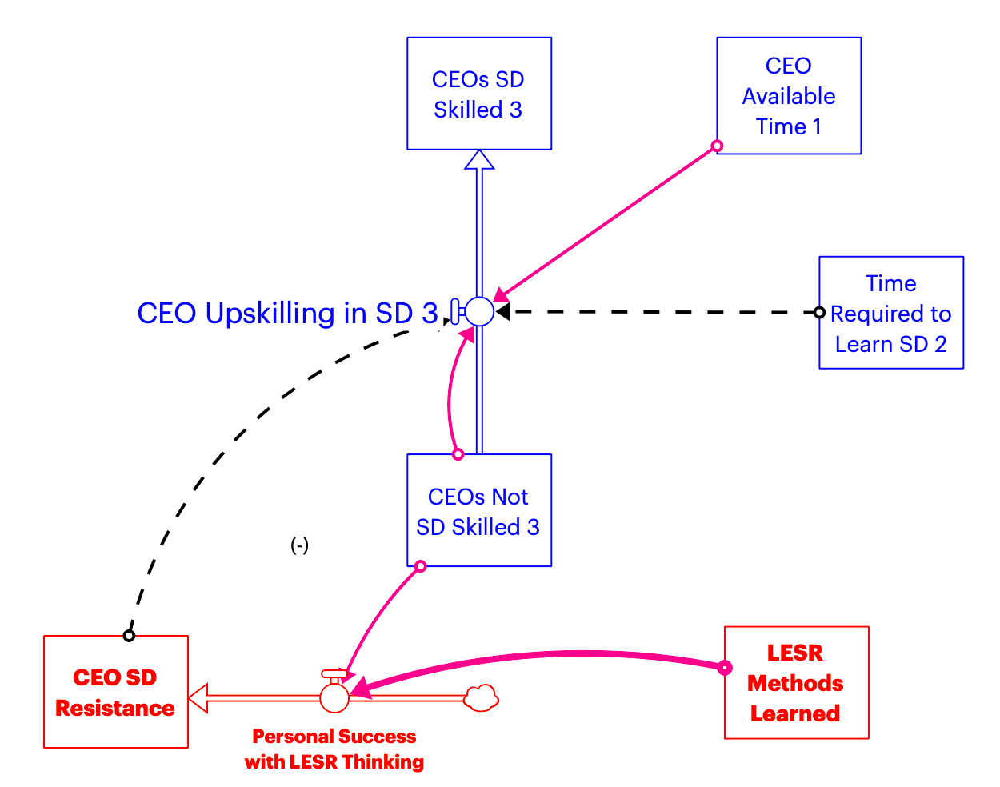 CEOs SD
Skilled 3
CEO
Available
Time 1
CEO Upskilling in SD 3
Time
Required to
Learn SD 2
CEOs Not
SD Skilled 3
(-)
CEO SD
Resistance
LESR
Methods
Learned
Personal Success
with LESR Thinking